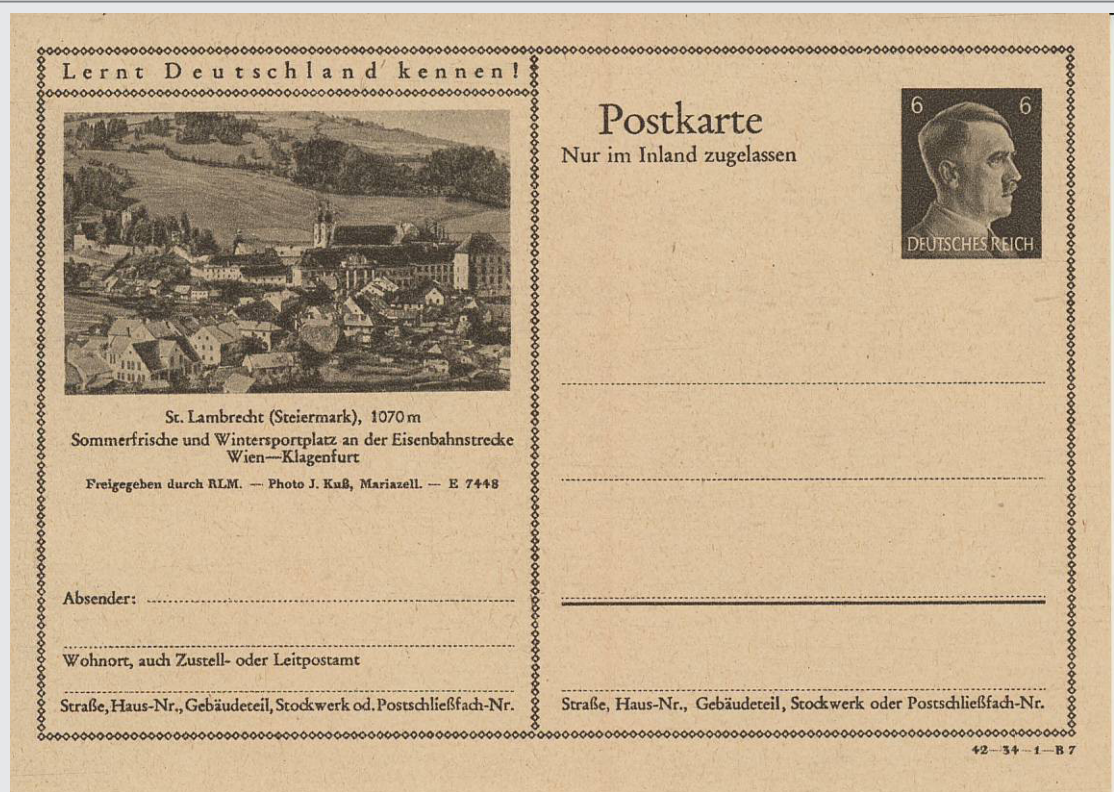 Lernt Deutschland kennen!
St. Lambrecht (Steiermark), 1070 m
Sommerfrische und Wintersportplatz an der Eisenbahnstrecke
Wien—Klagenfurt
Freigegeben durch RLM. — Photo J. Kuß, Mariazell. — E 7448
Absender:
Wohnort, auch Zustell- oder Leitpostamt
Straße, Haus-Nr., Gebäudeteil, Stockwerk od. Postschließfach-Nr.
Postkarte
Nur im Inland zugelassen
6 6
DEUTSCHES REICH
Straße, Haus-Nr., Gebäudeteil, Stockwerk oder Postschließfach-Nr.
42—34—1—B 7